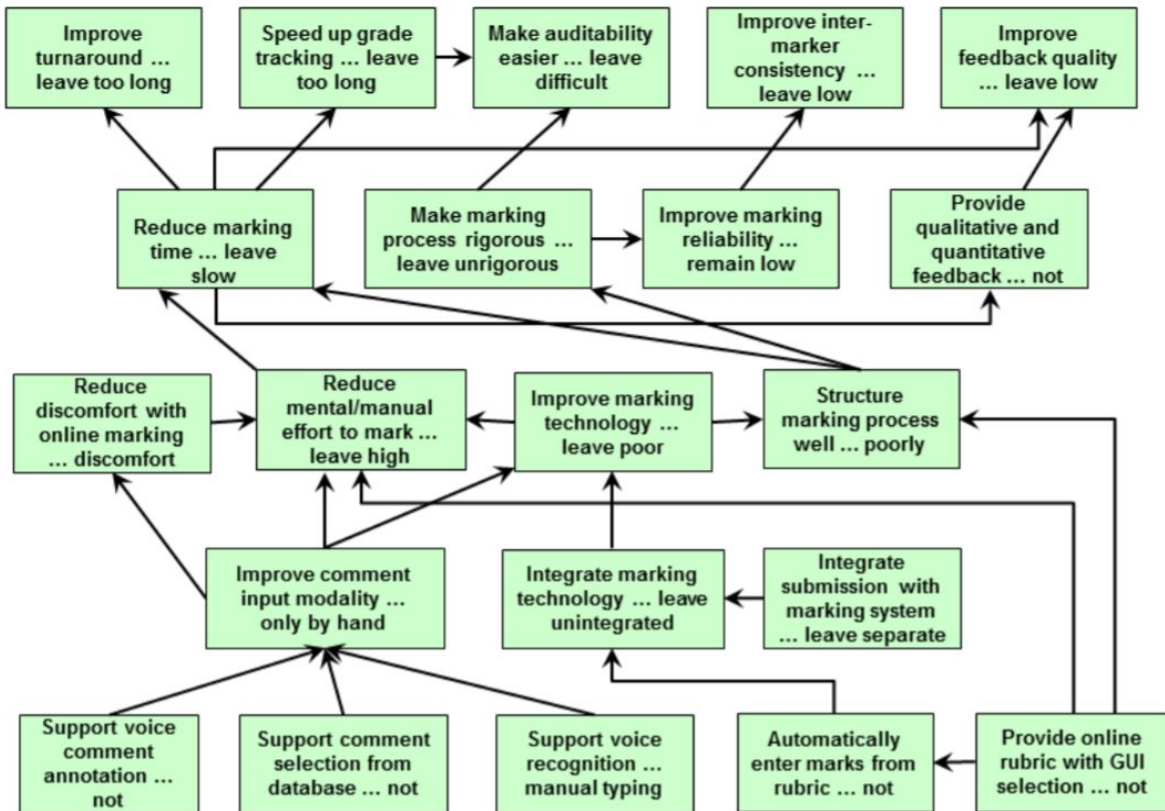 Improve
turnaround ...
leave too long
Speed up grade
tracking ... leave
too long
Make auditability
easier ... leave
difficult
Improve inter-
marker
consistency ...
leave low
Improve
feedback quality
... leave low
Reduce marking
time ... leave
slow
Make marking
process rigorous ...
leave unrigorous
Improve marking
reliability ...
remain low
Provide
qualitative and
quantitative
feedback ... not
Reduce
discomfort with
online marking
... discomfort
Reduce
mental/manual
effort to mark ...
leave high
Improve marking
technology ...
leave poor
Structure
marking process
well ... poorly
Improve comment
input modality ...
only by hand
Integrate marking
technology ... leave
unintegrated
Integrate
submission with
marking system
... leave separate
Support voice
comment
annotation ...
not
Support comment
selection from
database ... not
Support voice
recognition ...
manual typing
Automatically
enter marks from
rubric ... not
Provide online
rubric with GUI
selection ... not